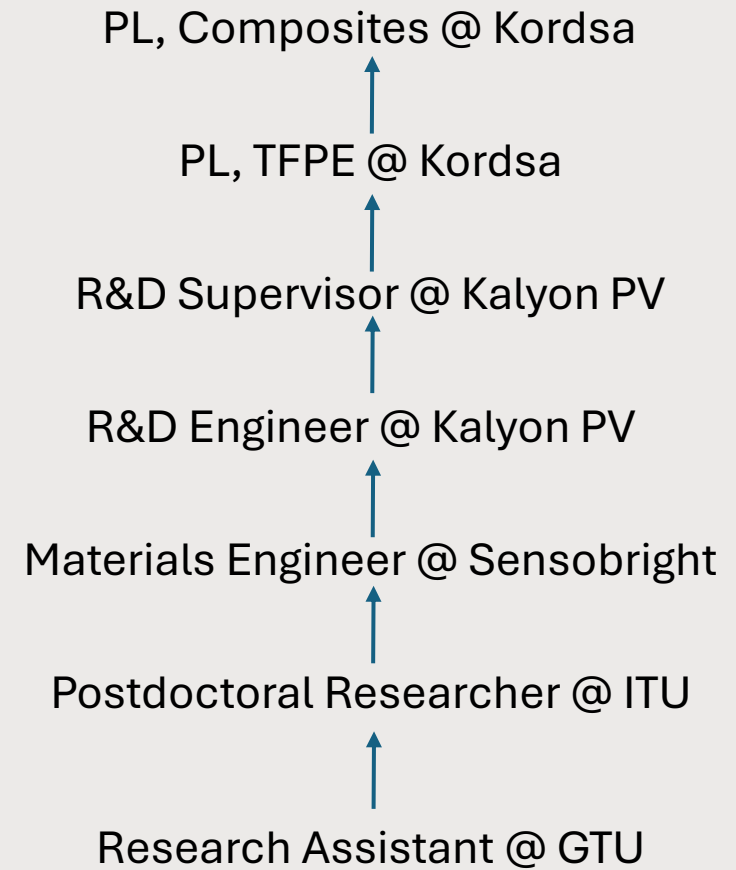 PL, Composites @ Kordsa
PL, TFPE @ Kordsa
R&D Supervisor @ Kalyon PV
R&D Engineer @ Kalyon PV
Materials Engineer @ Sensobright
Postdoctoral Researcher @ ITU
Research Assistant @ GTU